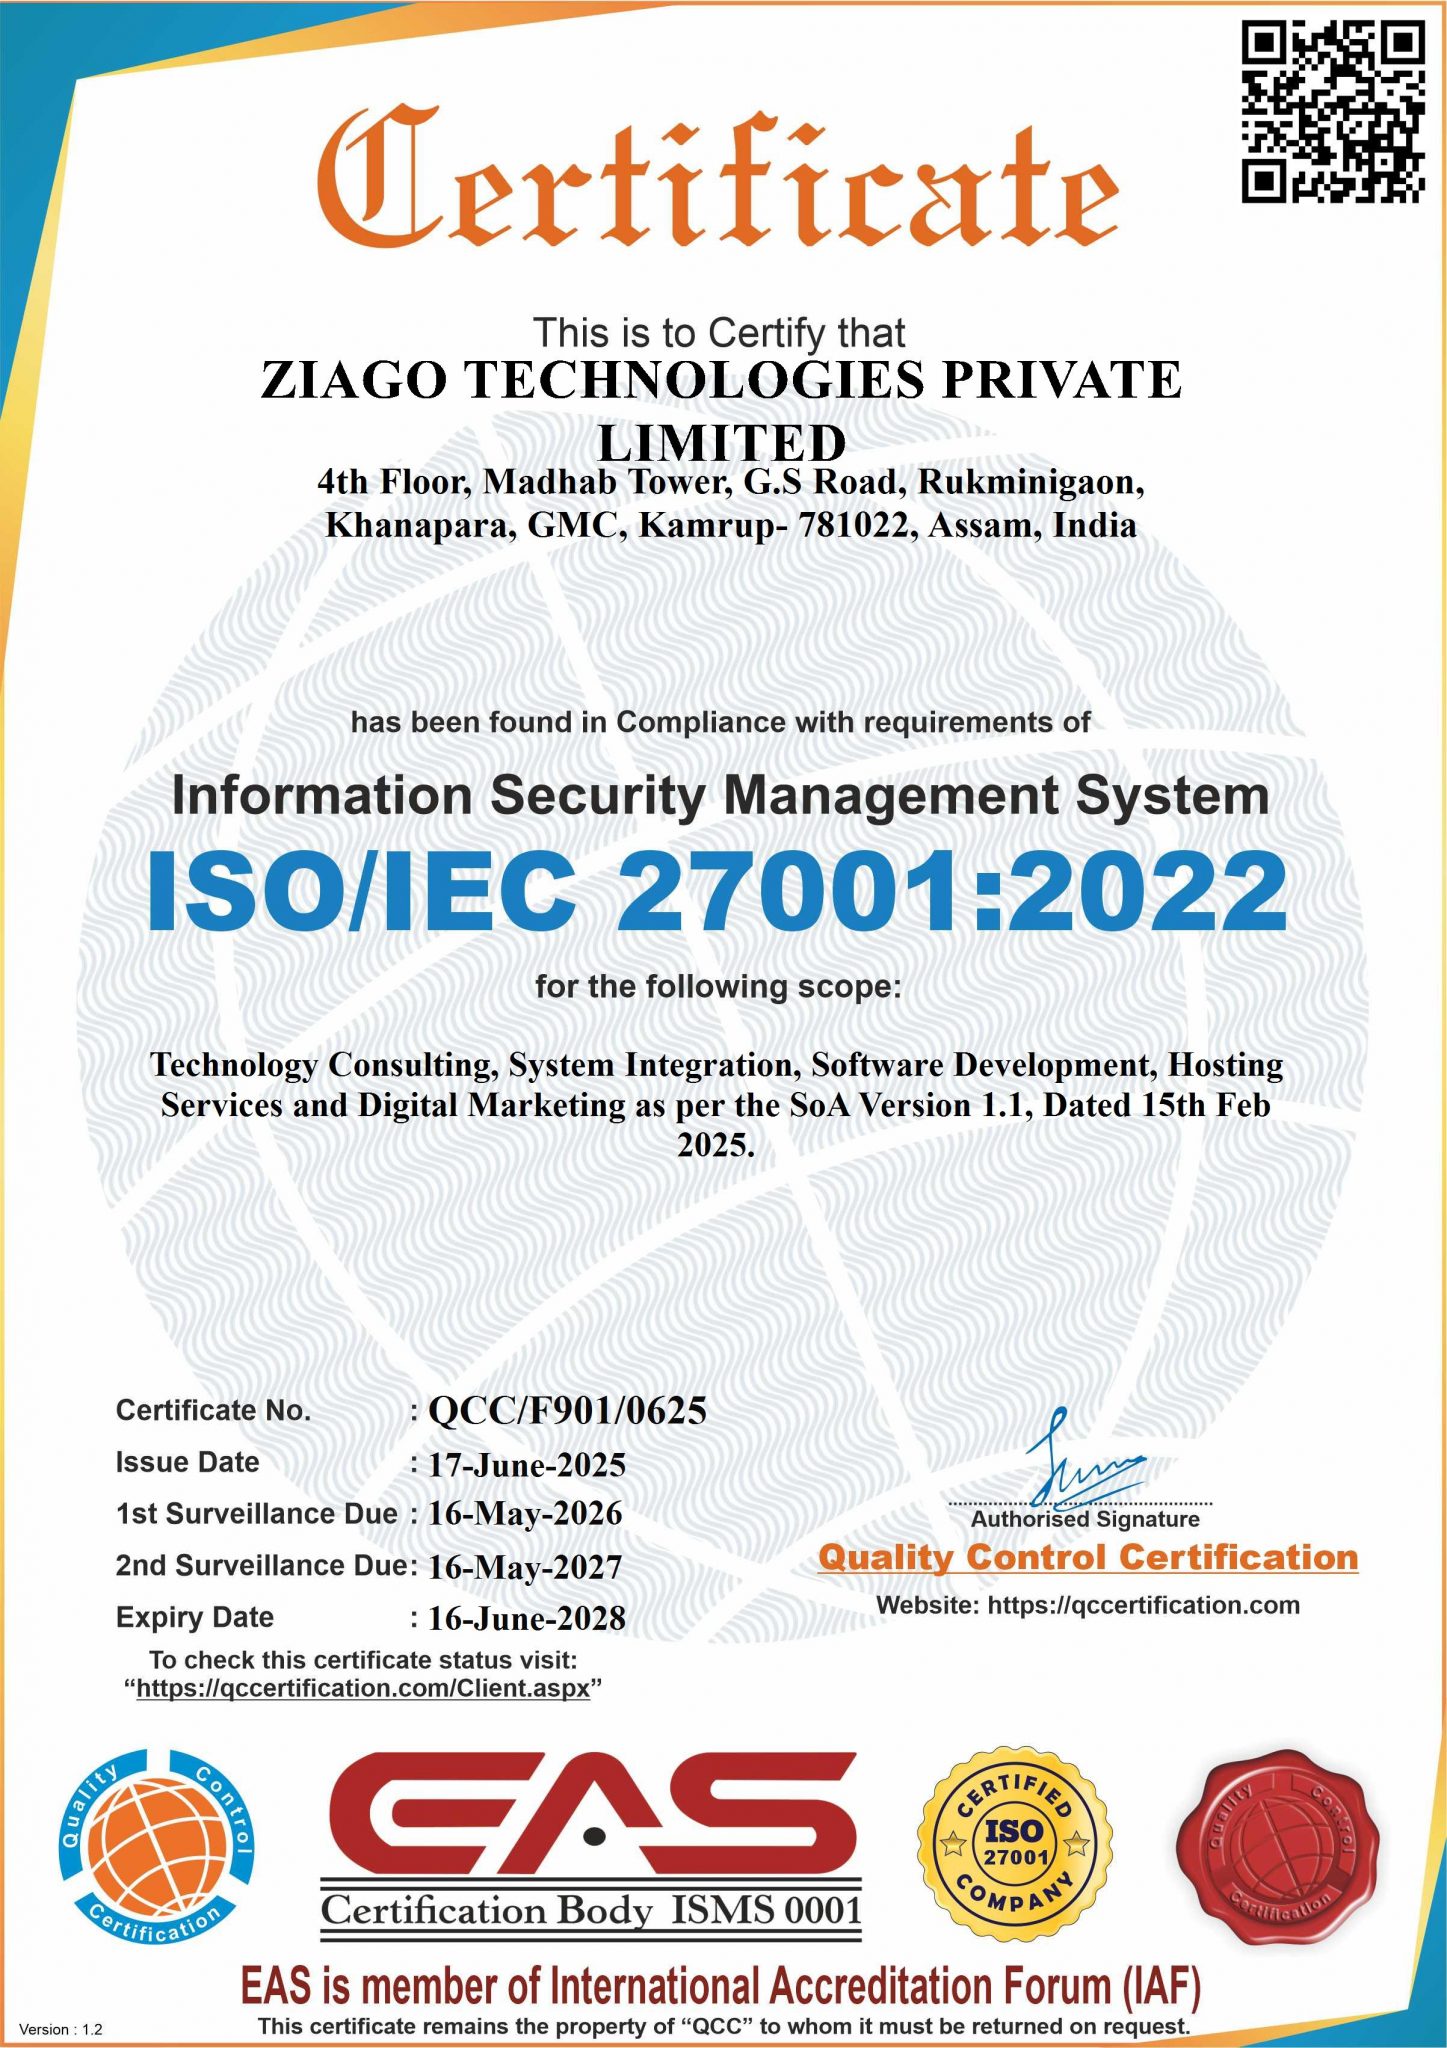 Certificate
This is to Certify that
ZIAGO TECHNOLOGIES PRIVATE
LIMITED
4th Floor, Madhab Tower, G.S Road, Rukminigaon,
Khanapara, GMC, Kamrup- 781022, Assam, India
has been found in Compliance with requirements of
Information Security Management System
ISO/IEC 27001:2022
for the following scope:
Technology Consulting, System Integration, Software Development, Hosting
Services and Digital Marketing as per the SoA Version 1.1, Dated 15th Feb
2025.
Certificate No. : QCC/F901/0625
Issue Date : 17-June-2025
1st Surveillance Due : 16-May-2026
2nd Surveillance Due: 16-May-2027
Expiry Date : 16-June-2028
To check this certificate status visit:
“https://qccertification.com/Client.aspx”
Authorised Signature
Quality Control Certification
Website: https://qccertification.com
Quality Control Certification
EAS
Certification Body ISMS 0001
CERTIFIED
ISO
27001
COMPANY
Quality Control Certification
EAS is member of International Accreditation Forum (IAF)
This certificate remains the property of “QCC” to whom it must be returned on request.
Version : 1.2